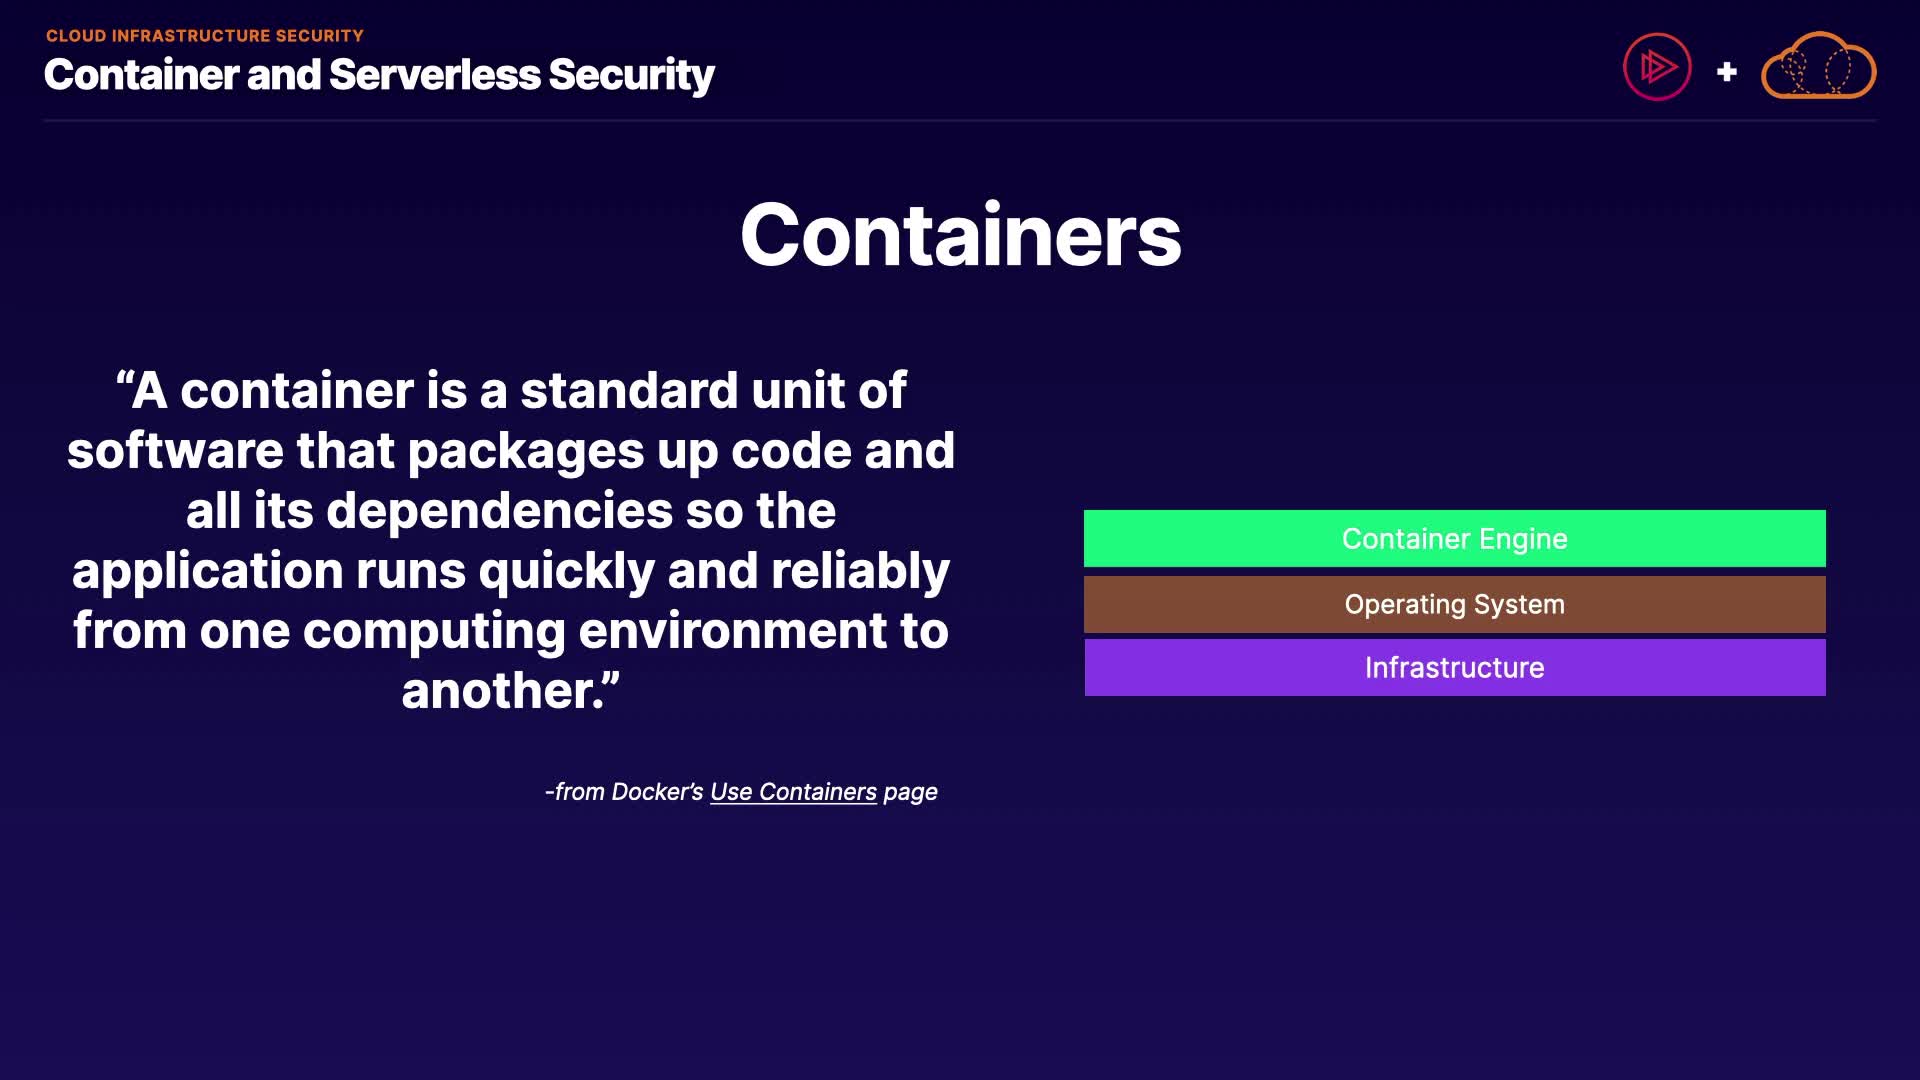 CLOUD INFRASTRUCTURE SECURITY
Container and Serverless Security
+
Containers
“A container is a standard unit of
software that packages up code and
all its dependencies so the
application runs quickly and reliably
from one computing environment to
another.”
-from Docker’s Use Containers page
Container Engine
Operating System
Infrastructure